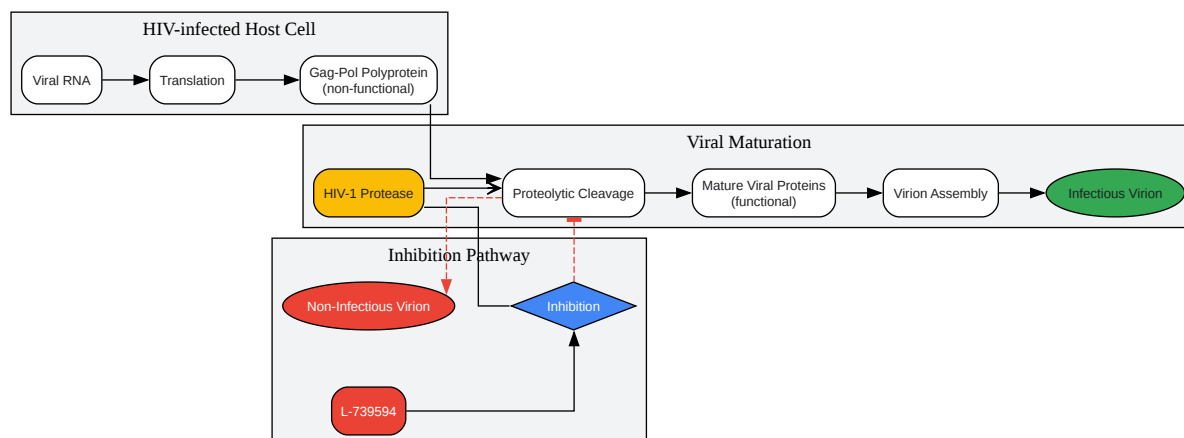 HIV-infected Host Cell
Viral RNA
Translation
Gag-Pol Polyprotein
(non-functional)
Viral Maturation
HIV-1 Protease
Proteolytic Cleavage
Mature Viral Proteins
(functional)
Virion Assembly
Infectious Virion
Inhibition Pathway
Non-Infectious Virion
Inhibition
L-739594